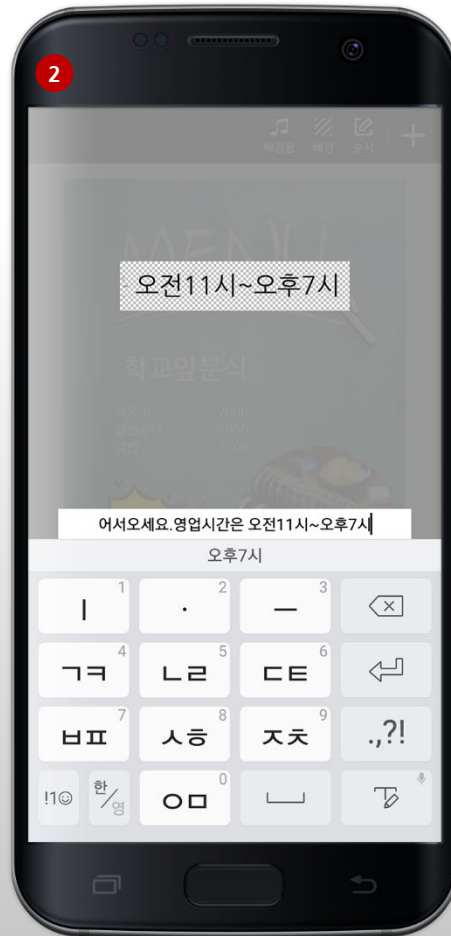 2
배경음 배경 순서
MENU
오전11시~오후7시
학교앞분식
어서오세요.영업시간은 오전11시~오후7시
오후7시
ㅣ 1 · 2 ㅡ 3
ㄱㅋ 4 ㄴㄹ 5 ㄷㅌ 6
ㅂㅍ 7 ㅅㅎ 8 ㅈㅊ 9 .,?!
!1☺ 한/영 ㅇㅁ 0